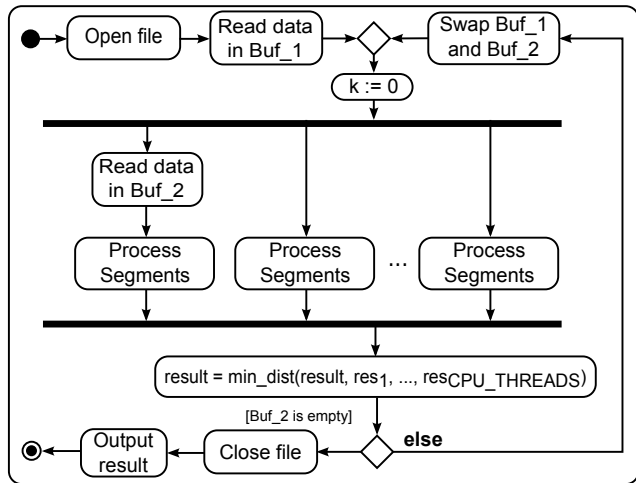 Open file
Read data
in Buf_1
Swap Buf_1
and Buf_2
k := 0
Read data
in Buf_2
Process
Segments
Process
Segments
...
Process
Segments
result = min_dist(result, res1, ..., resCPU_THREADS)
[Buf_2 is empty]
else
Output
result
Close file